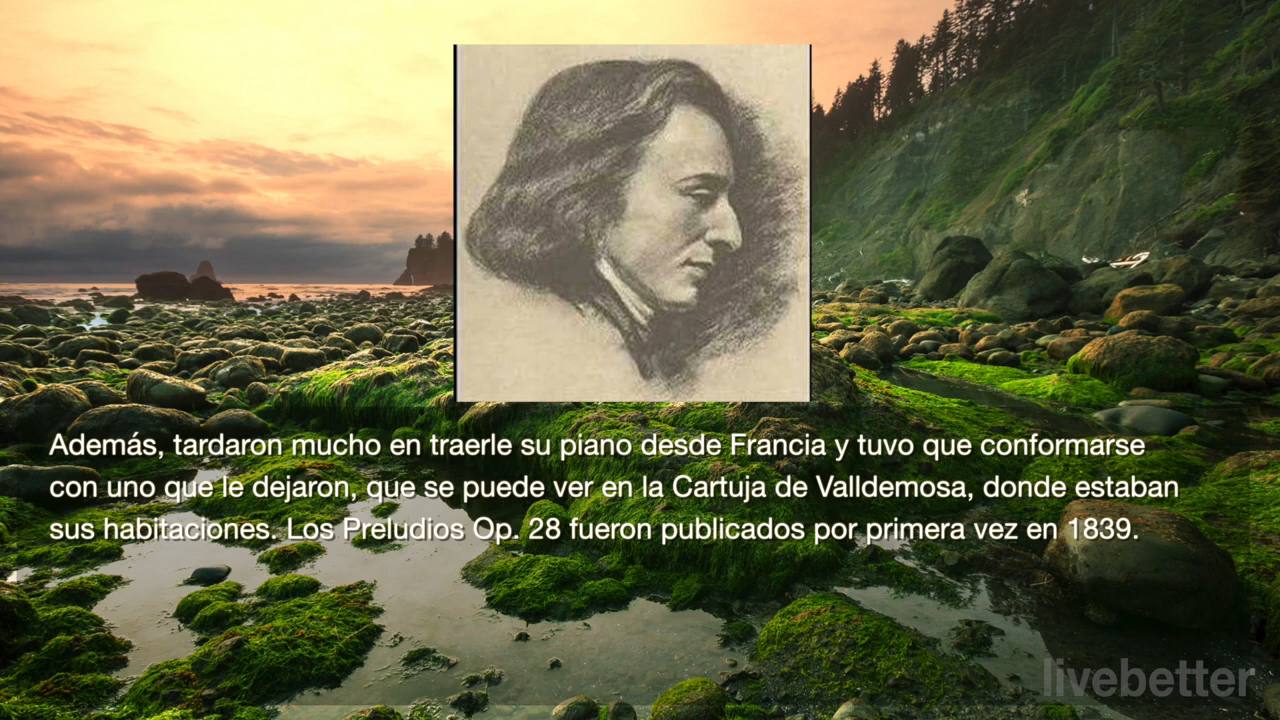 Además, tardaron mucho en traerle su piano desde Francia y tuvo que conformarse
con uno que le dejaron, que se puede ver en la Cartuja de Valldemosa, donde estaban
sus habitaciones. Los Preludios Op. 28 fueron publicados por primera vez en 1839.
livebetter